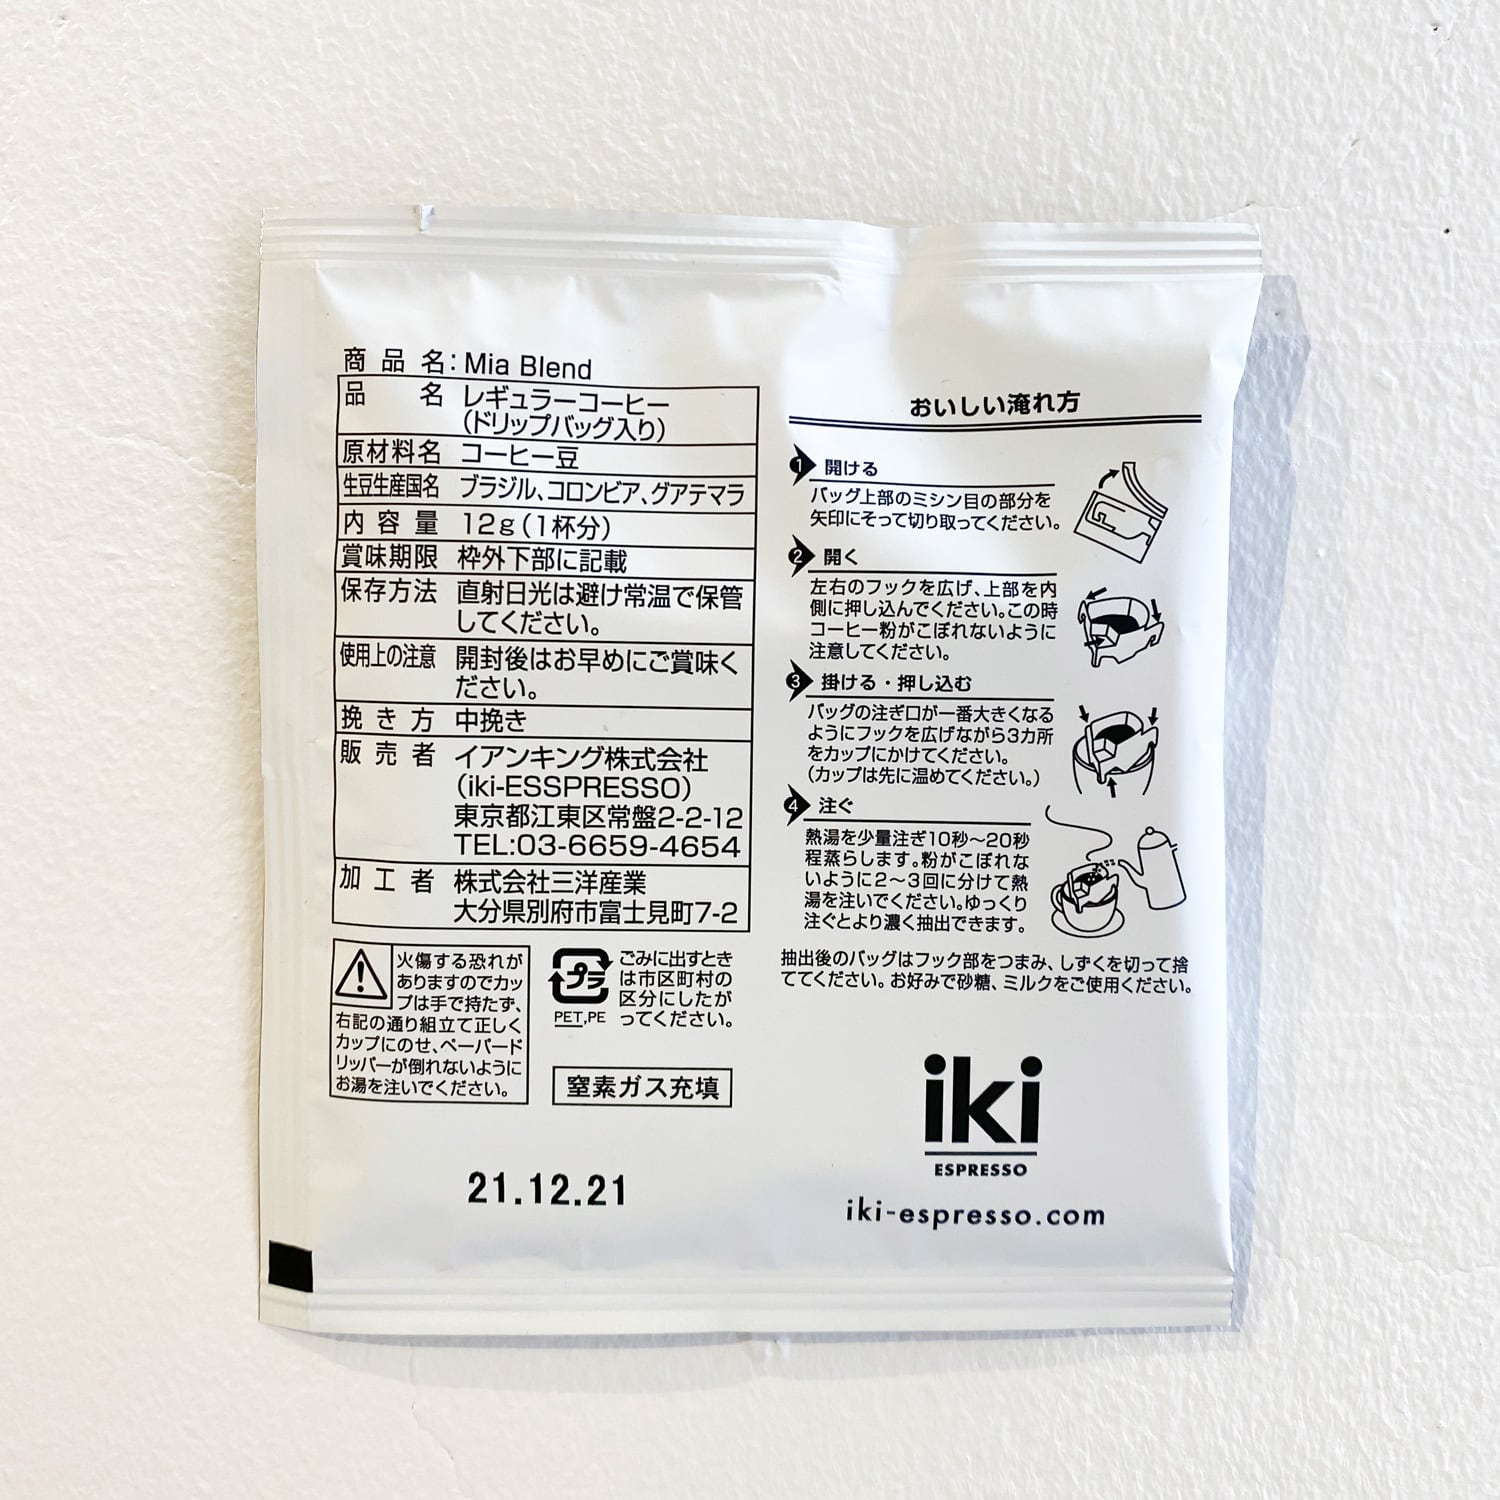 商品名：Mia Blend
品名 レギュラーコーヒー
（ドリップバッグ入り）
原材料名 コーヒー豆
生豆生産国名 ブラジル、コロンビア、グアテマラ
内容量 12g（1杯分）
賞味期限 枠外下部に記載
保存方法 直射日光は避け常温で保管
してください。
使用上の注意 開封後はお早めにご賞味く
ださい。
挽き方 中挽き
販売者 イアンキング株式会社
（iki-ESSPRESSO）
東京都江東区常盤2-2-12
TEL:03-6659-4654
加工者 株式会社三洋産業
大分県別府市富士見町7-2
火傷する恐れが
ありますのでカッ
プは手で持たず、
右記の通り組立て正しく
カップにのせ、ペーパード
リッパーが倒れないように
お湯を注いでください。
プラ
PET,PE
ごみに出すとき
は市区町村の
区分にしたが
ってください。
窒素ガス充填
21.12.21
おいしい淹れ方
1 開ける
バッグ上部のミシン目の部分を
矢印にそって切り取ってください。
2 開く
左右のフックを広げ、上部を内
側に押し込んでください。この時
コーヒー粉がこぼれないように
注意してください。
3 掛ける・押し込む
バッグの注ぎ口が一番大きくなる
ようにフックを広げながら3カ所
をカップにかけてください。
（カップは先に温めてください。）
4 注ぐ
熱湯を少量注ぎ10秒～20秒
程蒸らします。粉がこぼれな
いように2～3回に分けて熱
湯を注いでください。ゆっくり
注ぐとより濃く抽出できます。
抽出後のバッグはフック部をつまみ、しずくを切って捨
ててください。お好みで砂糖、ミルクをご使用ください。
iki
ESPRESSO
iki-espresso.com